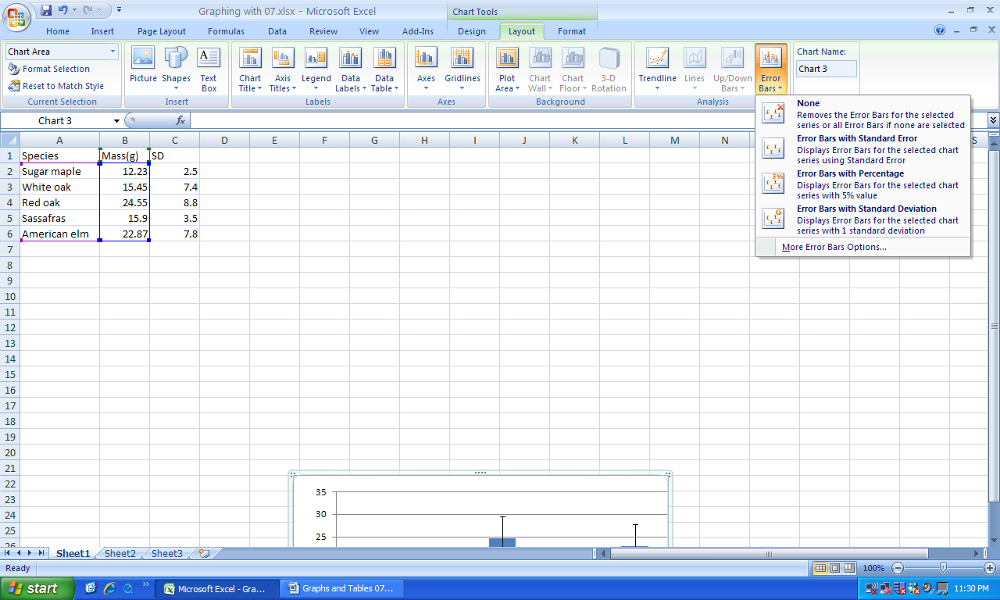 Graphing with 07.xlsx - Microsoft Excel
Chart Tools
Home Insert Page Layout Formulas Data Review View Add-Ins Design Layout Format
Chart Area
Format Selection
Reset to Match Style
Current Selection
Picture Shapes Text Box
Insert
Chart Title Axis Titles Legend Data Labels Data Table
Labels
Axes Gridlines
Axes
Plot Area Chart Wall Chart Floor 3-D Rotation
Background
Trendline Lines Up/Down Bars Error Bars
Analysis
Chart Name:
Chart 3
None
Removes the Error Bars for the selected
series or all Error Bars if none are selected
Error Bars with Standard Error
Displays Error Bars for the selected chart
series using Standard Error
5%
Error Bars with Percentage
Displays Error Bars for the selected chart
series with 5% value
Error Bars with Standard Deviation
Displays Error Bars for the selected chart
series with 1 standard deviation
More Error Bars Options...
Chart 3 fx
A B C D E F G H I J K L M N S
1 Species Mass(g) SD
2 Sugar maple 12.23 2.5
3 White oak 15.45 7.4
4 Red oak 24.55 8.8
5 Sassafras 15.9 3.5
6 American elm 22.87 7.8
7
8
9
10
11
12
13
14
15
16
17
18
19
20
21
22
23
24
25
26
35
30
25
Sheet1 Sheet2 Sheet3
Ready 100%
start Microsoft Excel - Gra... Graphs and Tables 07... 11:30 PM